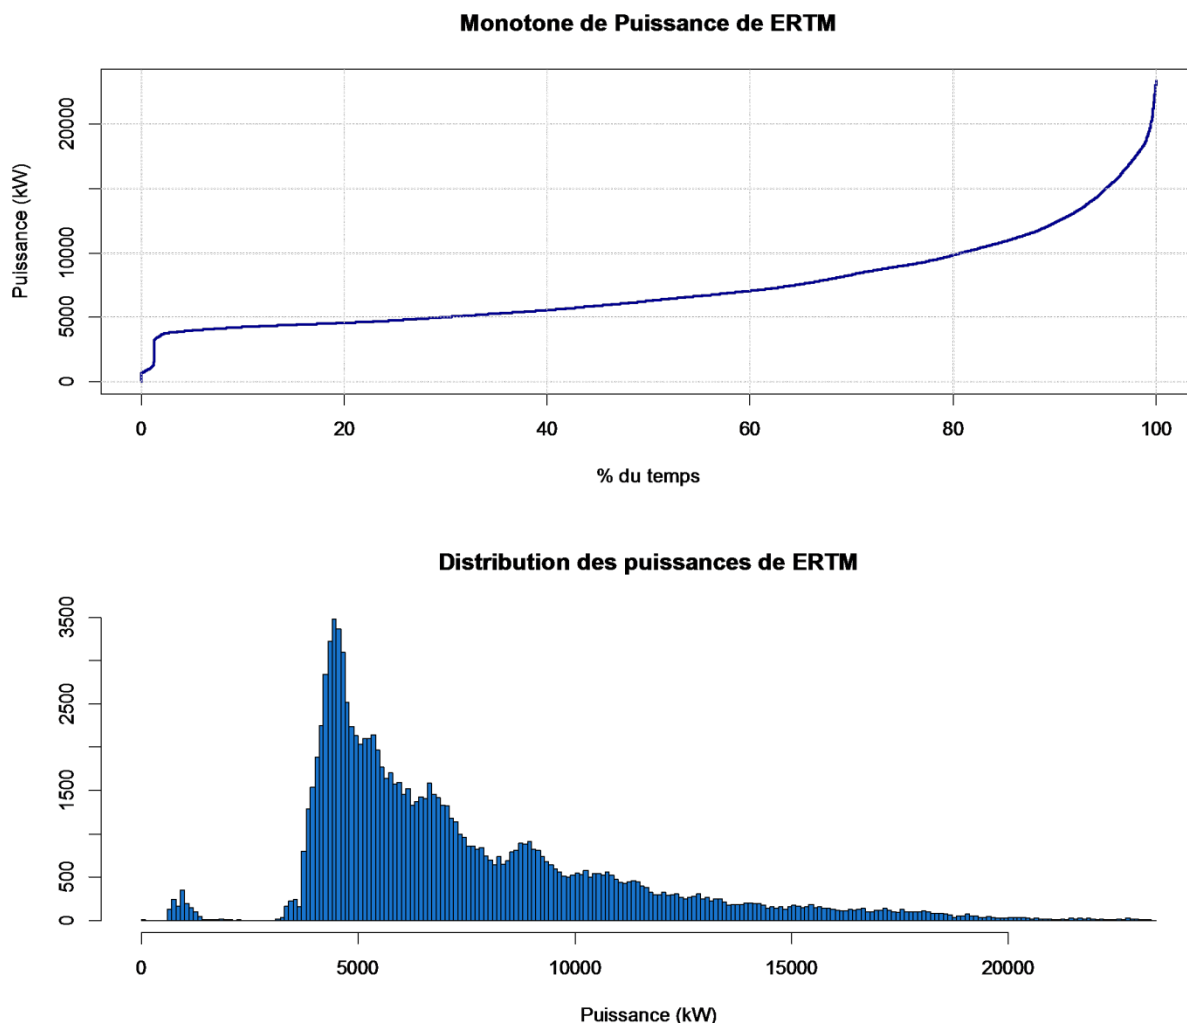 Monotone de Puissance de ERTM
Puissance (kW)
20000
10000
5000
0
0 20 40 60 80 100
% du temps
Distribution des puissances de ERTM
3500
2500
1500
500
0
0 5000 10000 15000 20000
Puissance (kW)